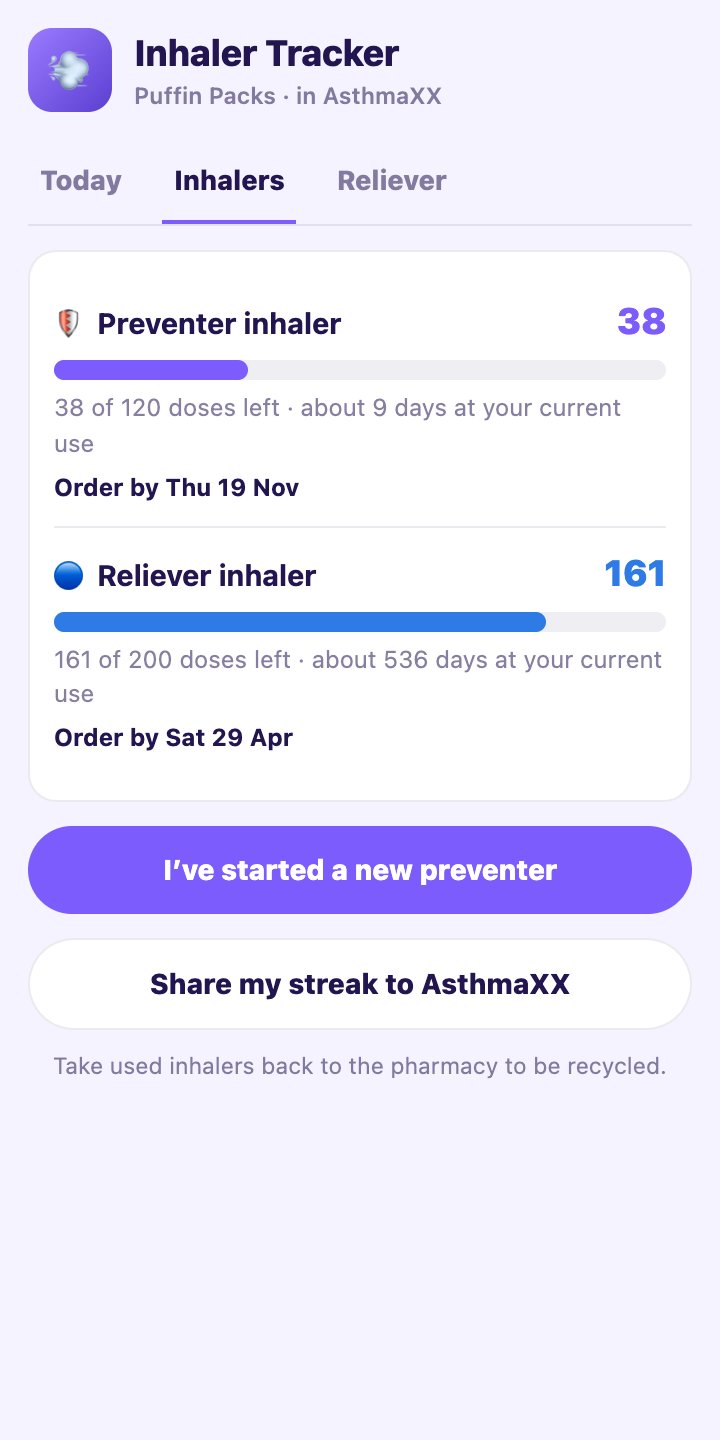 Inhaler Tracker
Puffin Packs · in AsthmaXX
Today Inhalers Reliever
Preventer inhaler 38
38 of 120 doses left · about 9 days at your current
use
Order by Thu 19 Nov
Reliever inhaler 161
161 of 200 doses left · about 536 days at your current
use
Order by Sat 29 Apr
I’ve started a new preventer
Share my streak to AsthmaXX
Take used inhalers back to the pharmacy to be recycled.